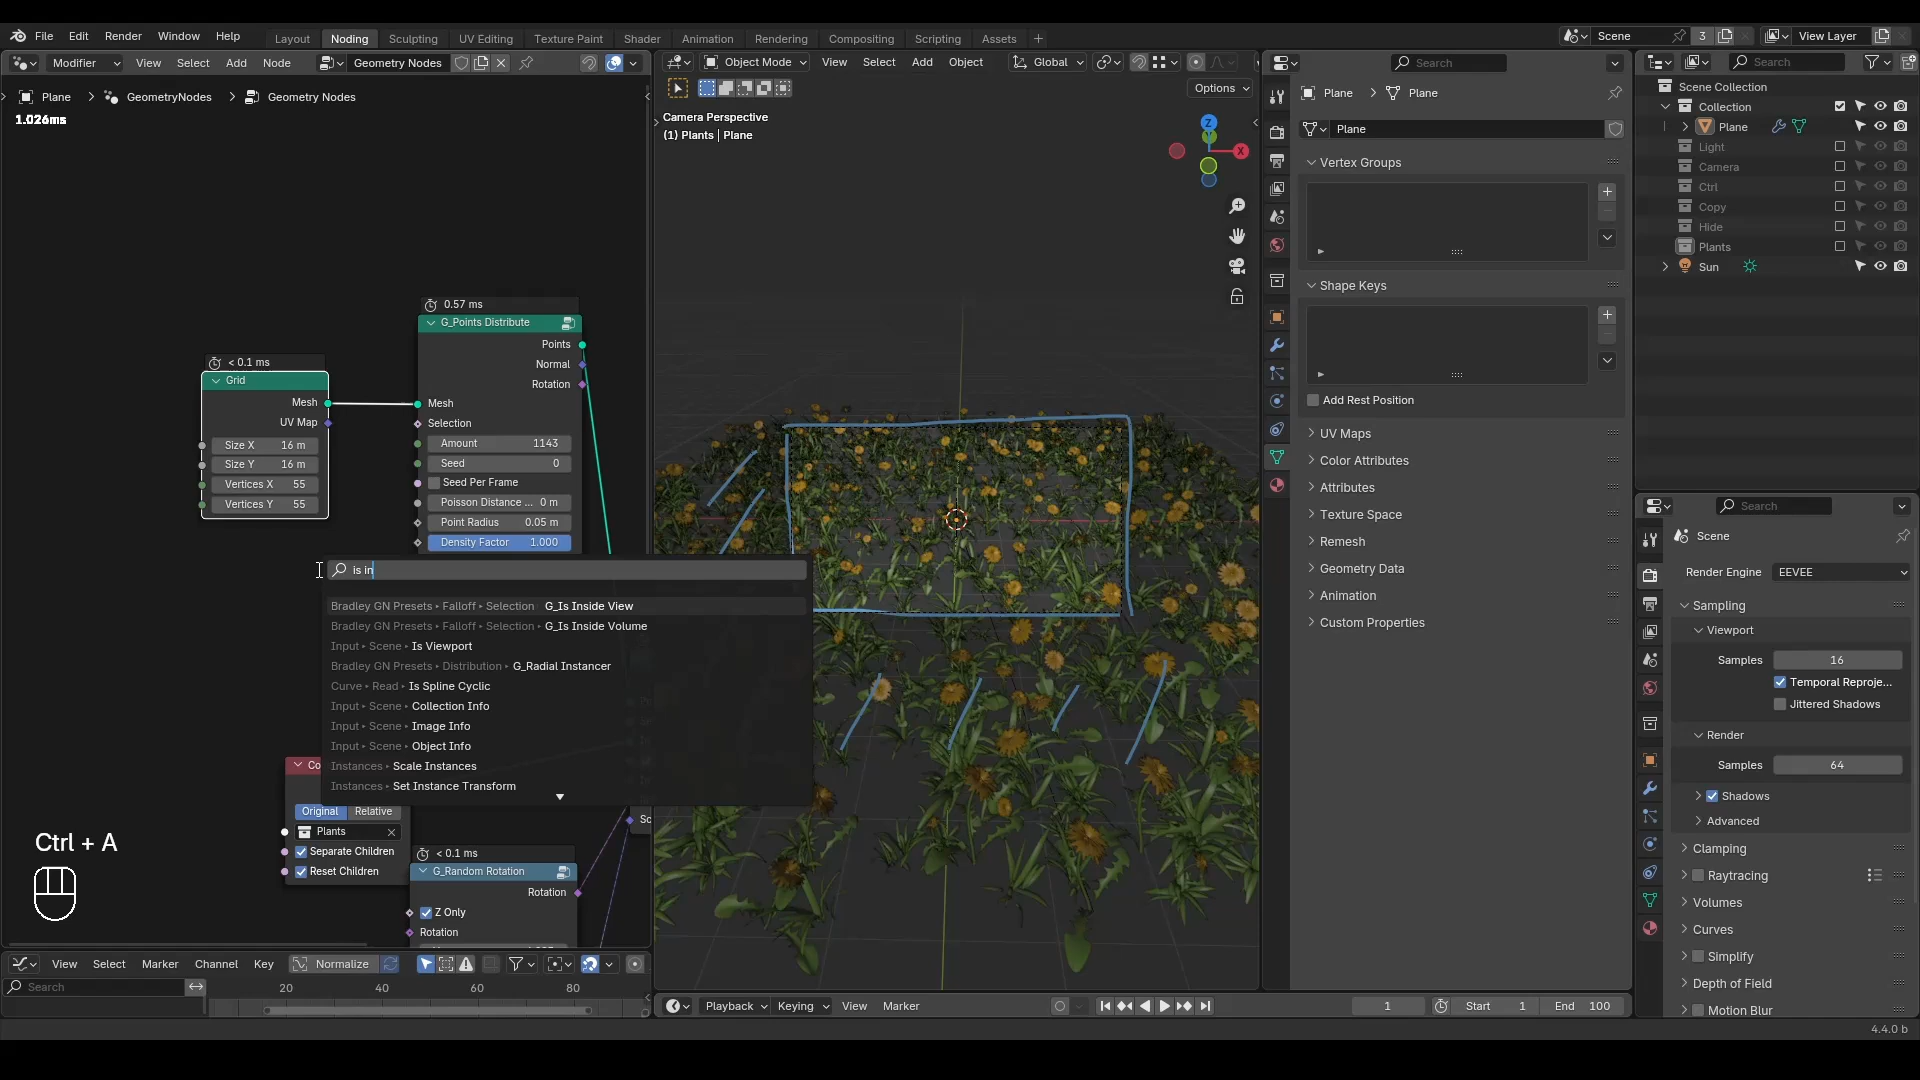 File Edit Render Window Help Layout Noding Sculpting UV Editing Texture Paint Shader Animation Rendering Compositing Scripting Assets + Scene 3 View Layer
Modifier View Select Add Node Geometry Nodes
Plane > GeometryNodes > Geometry Nodes
1.026ms
0.57 ms
G_Points Distribute
Points
Normal
Rotation
Mesh
Selection
Amount 1143
Seed 0
Seed Per Frame
Poisson Distance ... 0 m
Point Radius 0.05 m
Density Factor 1.000
< 0.1 ms
Grid
Mesh
UV Map
Size X 16 m
Size Y 16 m
Vertices X 55
Vertices Y 55
is in
Bradley GN Presets ▸ Falloff ▸ Selection ▸ G_Is Inside View
Bradley GN Presets ▸ Falloff ▸ Selection ▸ G_Is Inside Volume
Input ▸ Scene ▸ Is Viewport
Bradley GN Presets ▸ Distribution ▸ G_Radial Instancer
Curve ▸ Read ▸ Is Spline Cyclic
Input ▸ Scene ▸ Collection Info
Input ▸ Scene ▸ Image Info
Input ▸ Scene ▸ Object Info
Instances ▸ Scale Instances
Instances ▸ Set Instance Transform
Co
Original Relative
Plants
Separate Children
Reset Children
Sc
< 0.1 ms
G_Random Rotation
Rotation
Z Only
Rotation
Ctrl + A
View Select Marker Channel Key Normalize
Search
20 40 60 80
Object Mode View Select Add Object Global
Options
Camera Perspective
(1) Plants | Plane
Z
X
Playback Keying View Marker 1 Start 1 End 100
Search
Plane > Plane
Plane
Vertex Groups
Shape Keys
Add Rest Position
UV Maps
Color Attributes
Attributes
Texture Space
Remesh
Geometry Data
Animation
Custom Properties
Search
Scene Collection
Collection
Plane
Light
Camera
Ctrl
Copy
Hide
Plants
Sun
Search
Scene
Render Engine EEVEE
Sampling
Viewport
Samples 16
Temporal Reproje...
Jittered Shadows
Render
Samples 64
Shadows
Advanced
Clamping
Raytracing
Volumes
Curves
Simplify
Depth of Field
Motion Blur
4.4.0 b